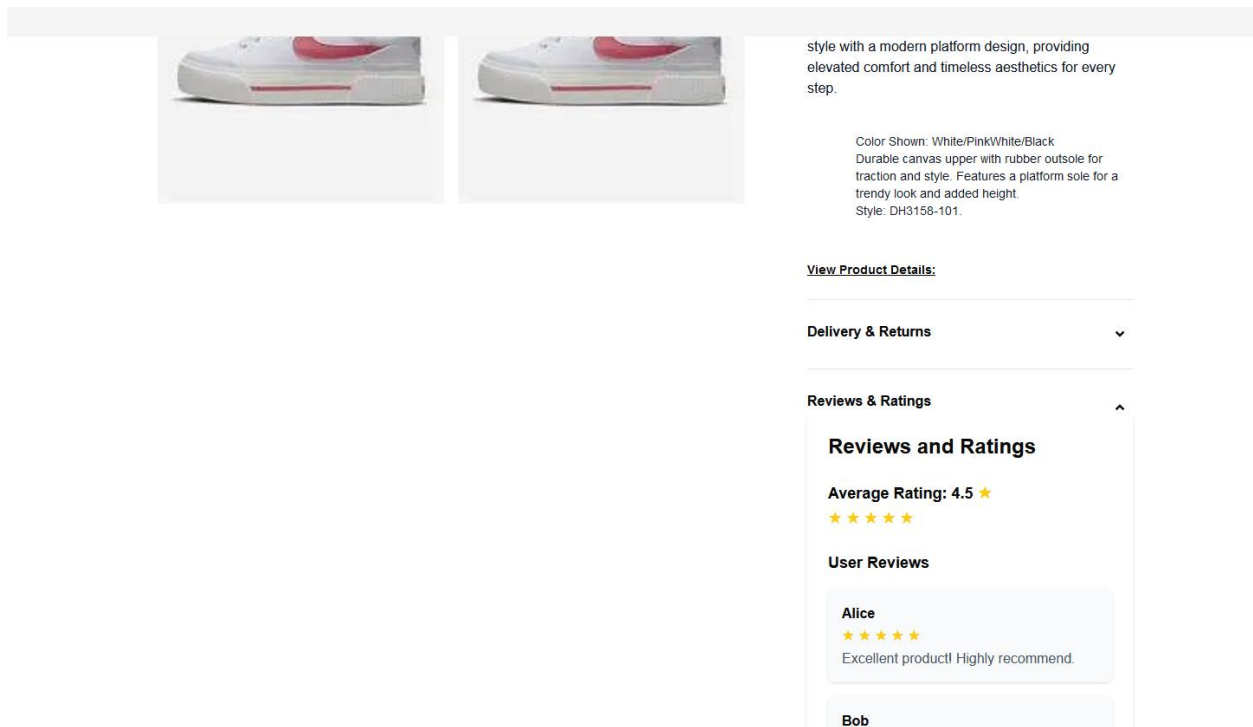 style with a modern platform design, providing
elevated comfort and timeless aesthetics for every
step.
Color Shown: White/PinkWhite/Black
Durable canvas upper with rubber outsole for
traction and style. Features a platform sole for a
trendy look and added height.
Style: DH3158-101.
View Product Details:
Delivery & Returns
Reviews & Ratings
Reviews and Ratings
Average Rating: 4.5 ★
★ ★ ★ ★ ★
User Reviews
Alice
★ ★ ★ ★ ★
Excellent product! Highly recommend.
Bob